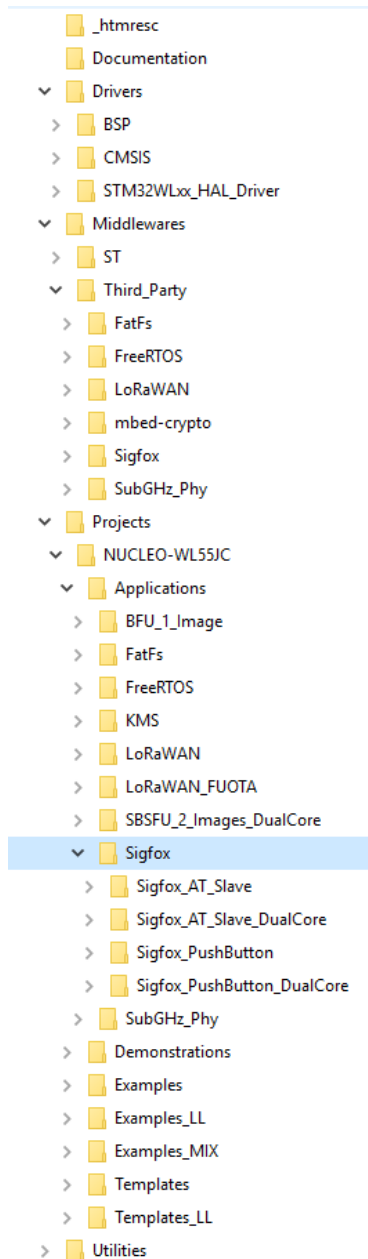 _htmresc
Documentation
Drivers
BSP
CMSIS
STM32WLxx_HAL_Driver
Middlewares
ST
Third_Party
FatFs
FreeRTOS
LoRaWAN
mbed-crypto
Sigfox
SubGHz_Phy
Projects
NUCLEO-WL55JC
Applications
BFU_1_Image
FatFs
FreeRTOS
KMS
LoRaWAN
LoRaWAN_FUOTA
SBSFU_2_Images_DualCore
Sigfox
Sigfox_AT_Slave
Sigfox_AT_Slave_DualCore
Sigfox_PushButton
Sigfox_PushButton_DualCore
SubGHz_Phy
Demonstrations
Examples
Examples_LL
Examples_MIX
Templates
Templates_LL
Utilities